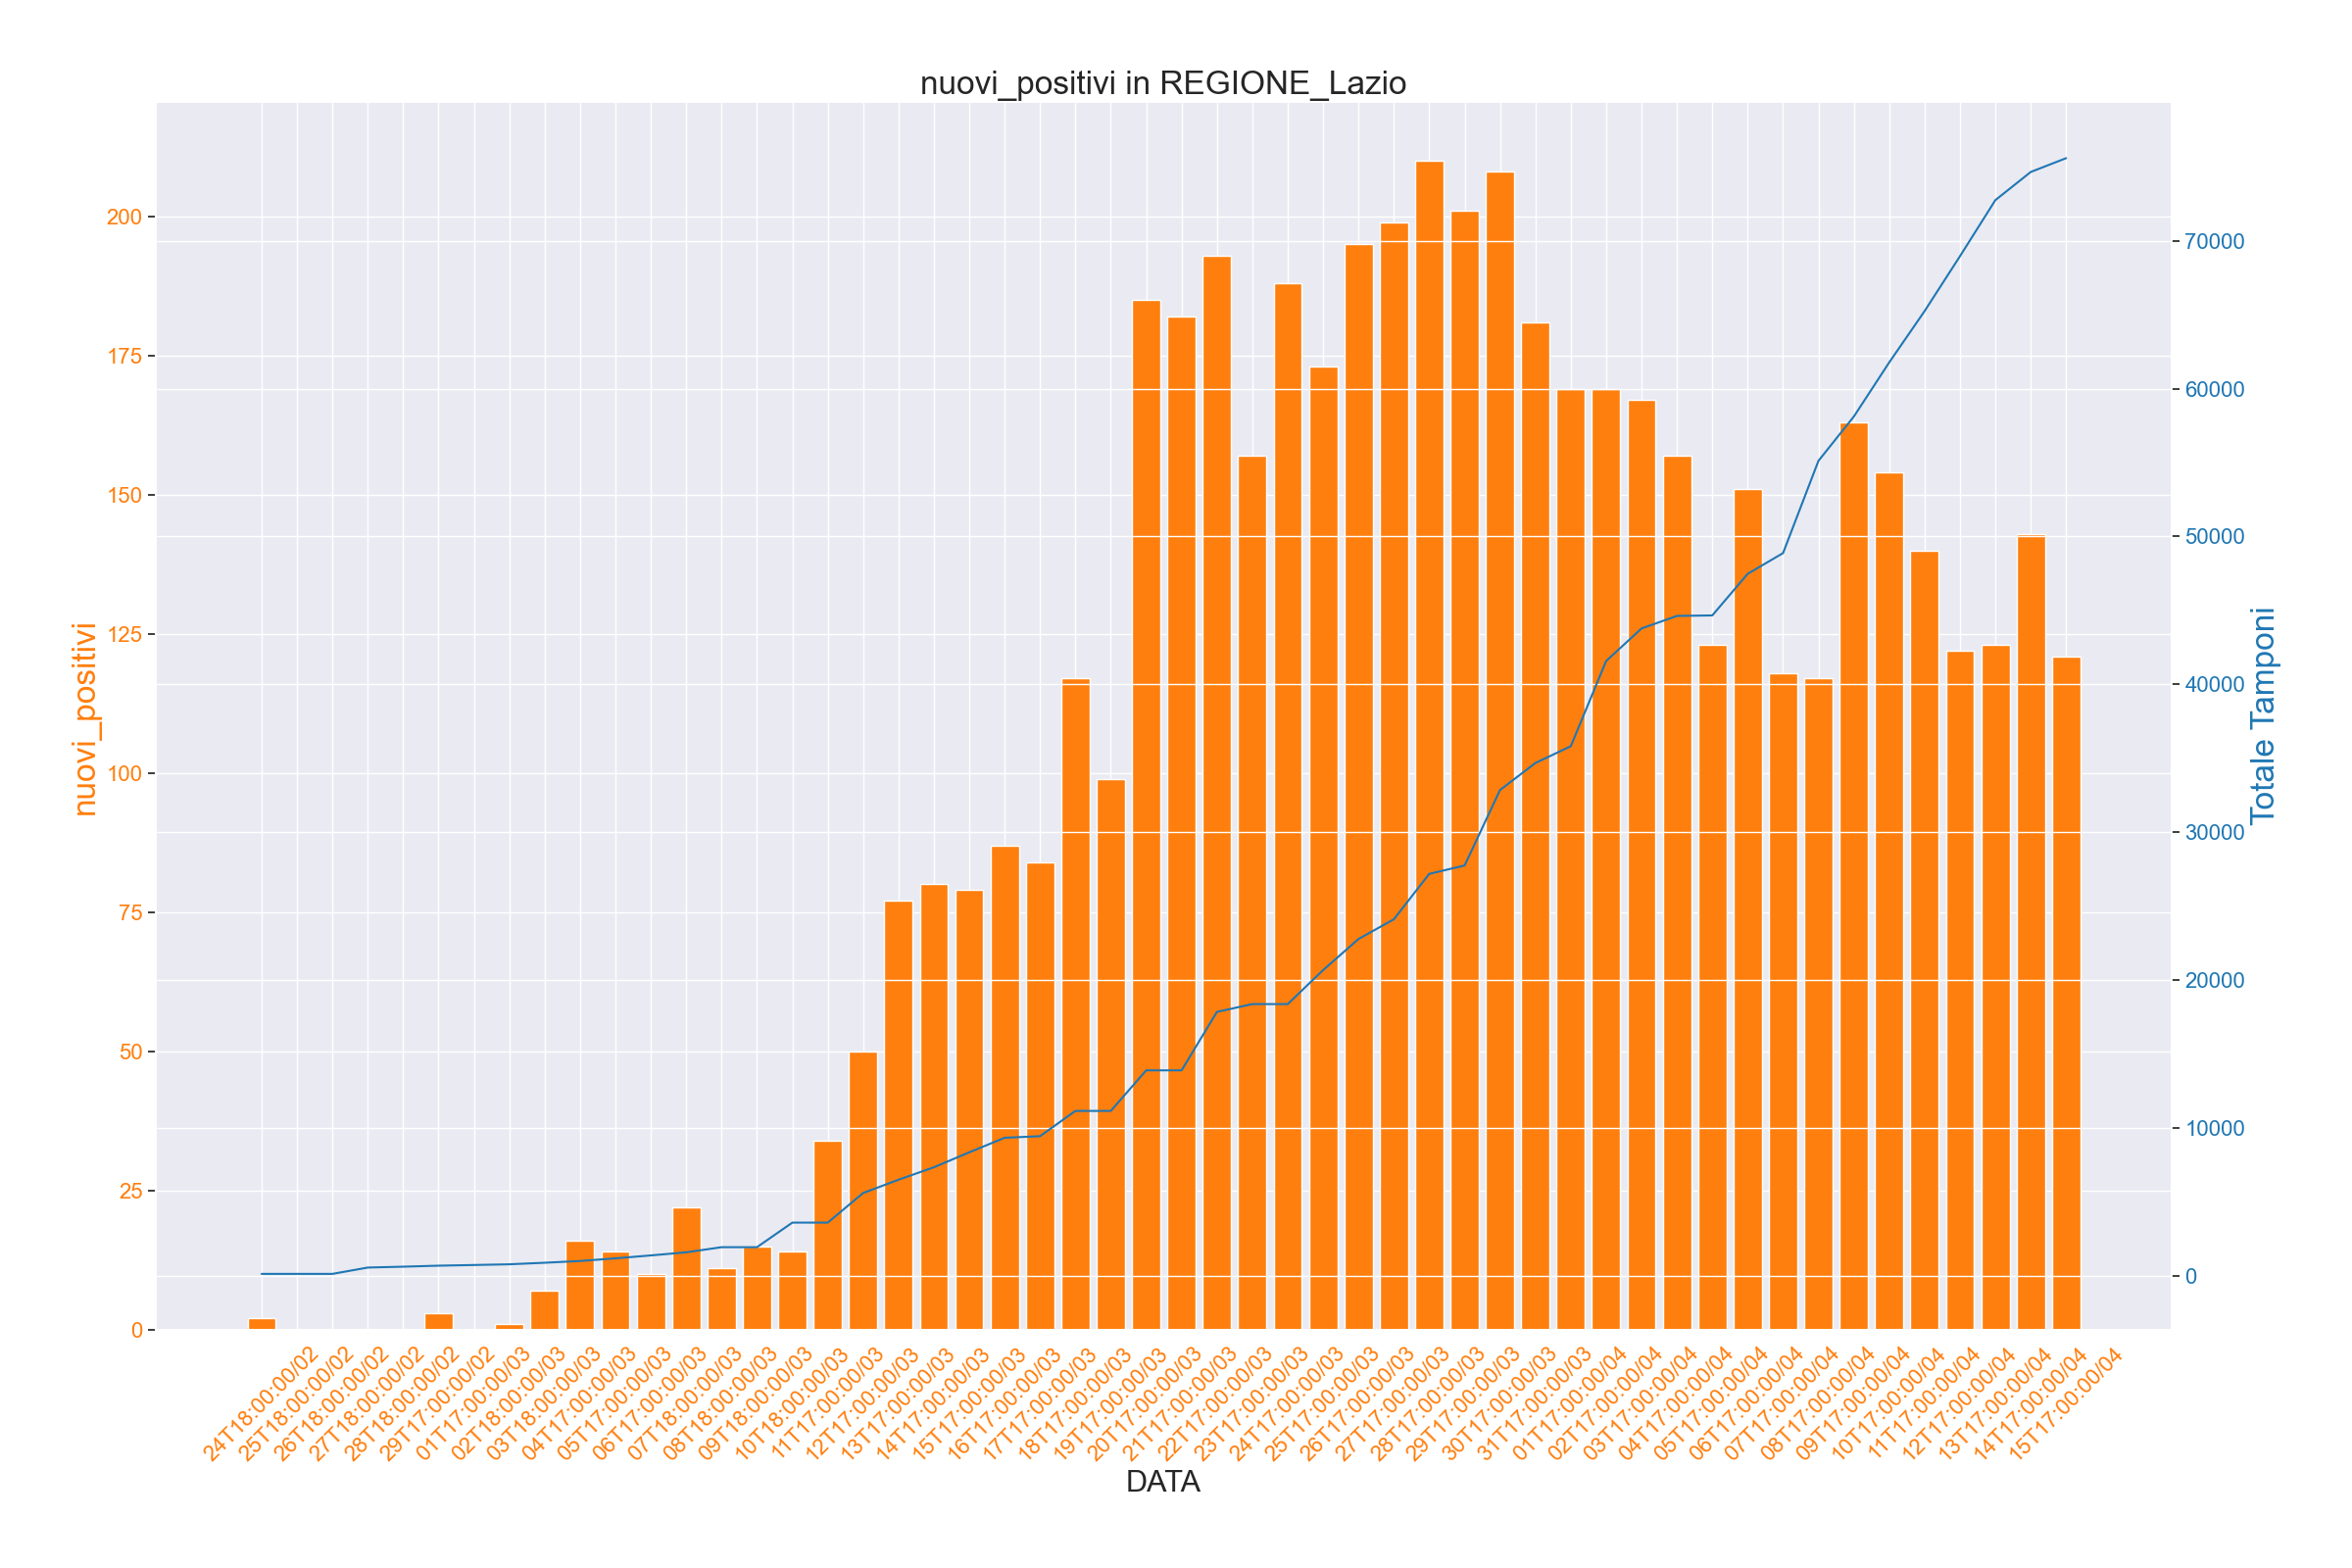 nuovi_positivi in REGIONE_Lazio
nuovi_positivi
200
175
150
125
100
75
50
25
0
70000
60000
50000
40000
30000
20000
10000
0
Totale Tamponi
24T18:00:00/02
25T18:00:00/02
26T18:00:00/02
27T18:00:00/02
28T18:00:00/02
29T17:00:00/02
01T17:00:00/03
02T18:00:00/03
03T18:00:00/03
04T17:00:00/03
05T17:00:00/03
06T17:00:00/03
07T18:00:00/03
08T18:00:00/03
09T18:00:00/03
10T18:00:00/03
11T17:00:00/03
12T17:00:00/03
13T17:00:00/03
14T17:00:00/03
15T17:00:00/03
16T17:00:00/03
17T17:00:00/03
18T17:00:00/03
19T17:00:00/03
20T17:00:00/03
21T17:00:00/03
22T17:00:00/03
23T17:00:00/03
24T17:00:00/03
25T17:00:00/03
26T17:00:00/03
27T17:00:00/03
28T17:00:00/03
29T17:00:00/03
30T17:00:00/03
31T17:00:00/03
01T17:00:00/04
02T17:00:00/04
03T17:00:00/04
04T17:00:00/04
05T17:00:00/04
06T17:00:00/04
07T17:00:00/04
08T17:00:00/04
09T17:00:00/04
10T17:00:00/04
11T17:00:00/04
12T17:00:00/04
13T17:00:00/04
14T17:00:00/04
15T17:00:00/04
DATA